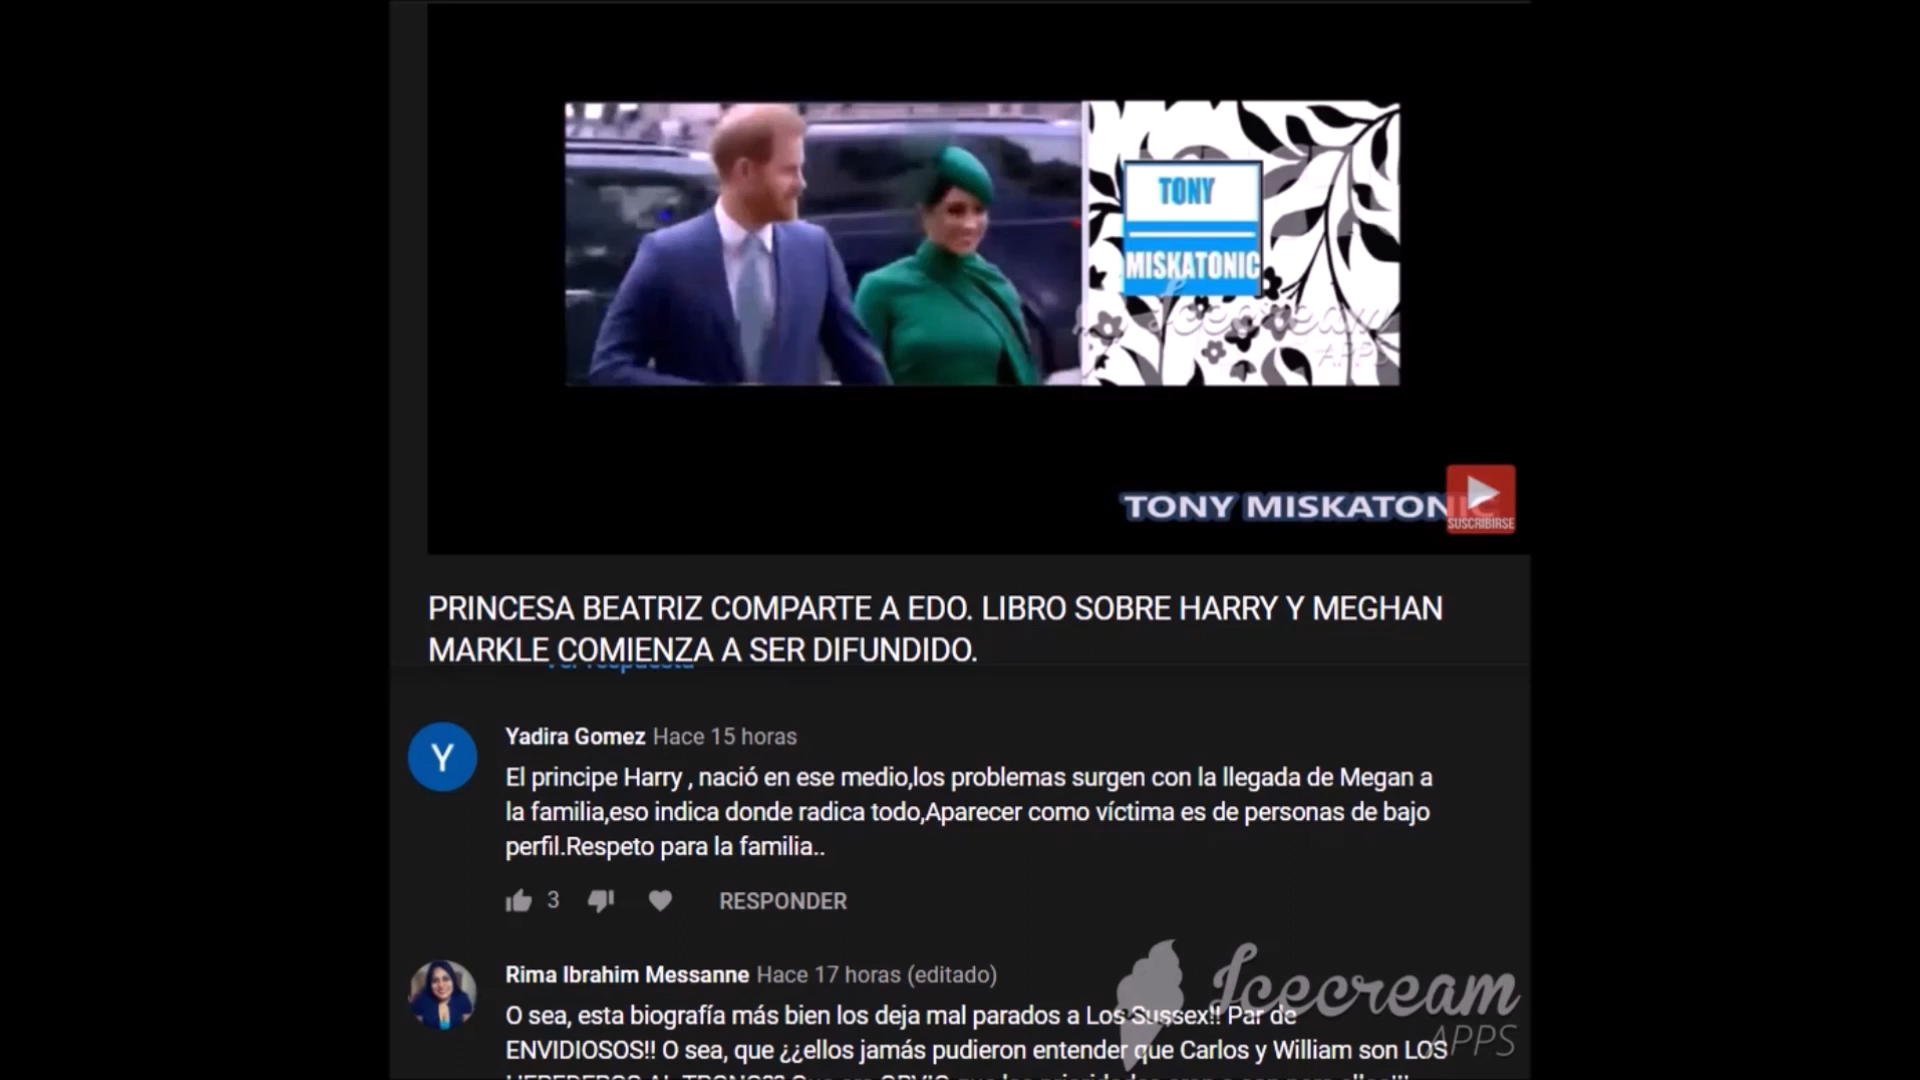 TONY
MISKATONIC
Icecream
APPS
TONY MISKATONIC
SUSCRIBIRSE
PRINCESA BEATRIZ COMPARTE A EDO. LIBRO SOBRE HARRY Y MEGHAN
MARKLE COMIENZA A SER DIFUNDIDO.
Yadira Gomez Hace 15 horas
El principe Harry , nació en ese medio,los problemas surgen con la llegada de Megan a
la familia,eso indica donde radica todo,Aparecer como víctima es de personas de bajo
perfil.Respeto para la familia..
3 RESPONDER
Rima Ibrahim Messanne Hace 17 horas (editado)
O sea, esta biografía más bien los deja mal parados a Los Sussex!! Par de
ENVIDIOSOS!! O sea, que ¿¿ellos jamás pudieron entender que Carlos y William son LOS
Icecream
APPS